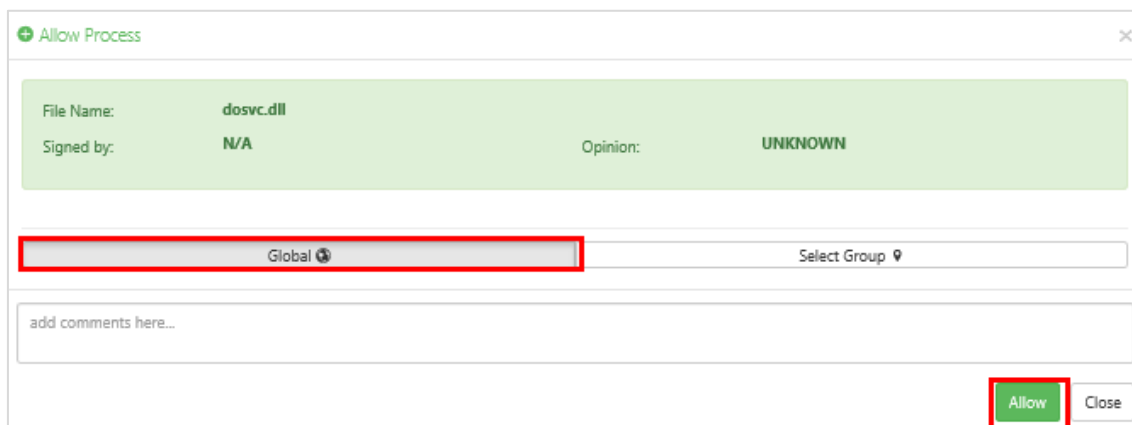 Allow Process
File Name: dosvc.dll
Signed by: N/A Opinion: UNKNOWN
Global Select Group
add comments here...
Allow Close